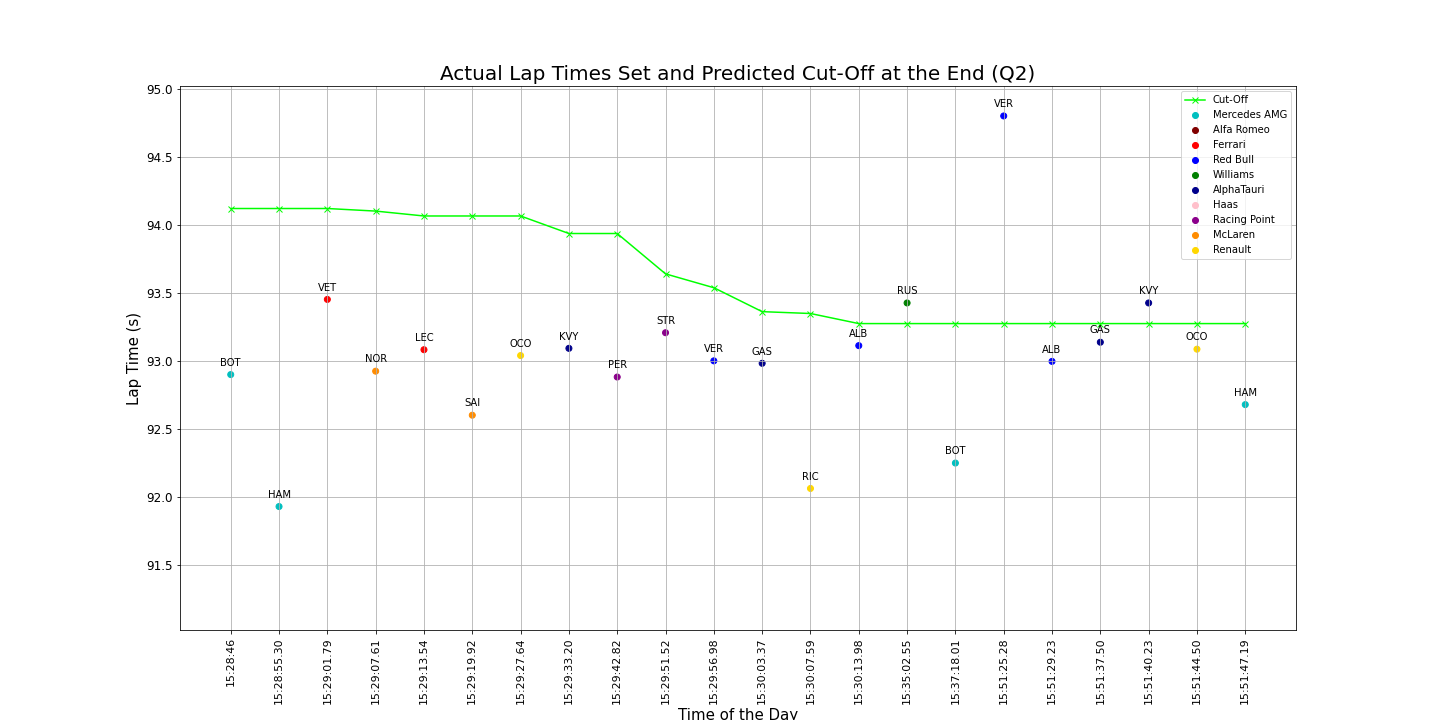 Actual Lap Times Set and Predicted Cut-Off at the End (Q2)
95.0
94.5
94.0
93.5
93.0
92.5
92.0
91.5
Lap Time (s)
VER
Cut-Off
Mercedes AMG
Alfa Romeo
Ferrari
Red Bull
Williams
AlphaTauri
Haas
Racing Point
McLaren
Renault
BOT
HAM
VET
NOR
LEC
SAI
OCO
KVY
PER
STR
VER
GAS
RIC
ALB
RUS
BOT
ALB
GAS
KVY
OCO
HAM
15:28:46
15:28:55.30
15:29:01.79
15:29:07.61
15:29:13.54
15:29:19.92
15:29:27.64
15:29:33.20
15:29:42.82
15:29:51.52
15:29:56.98
15:30:03.37
15:30:07.59
15:30:13.98
15:35:02.55
15:37:18.01
15:51:25.28
15:51:29.23
15:51:37.50
15:51:40.23
15:51:44.50
15:51:47.19
Time of the Day